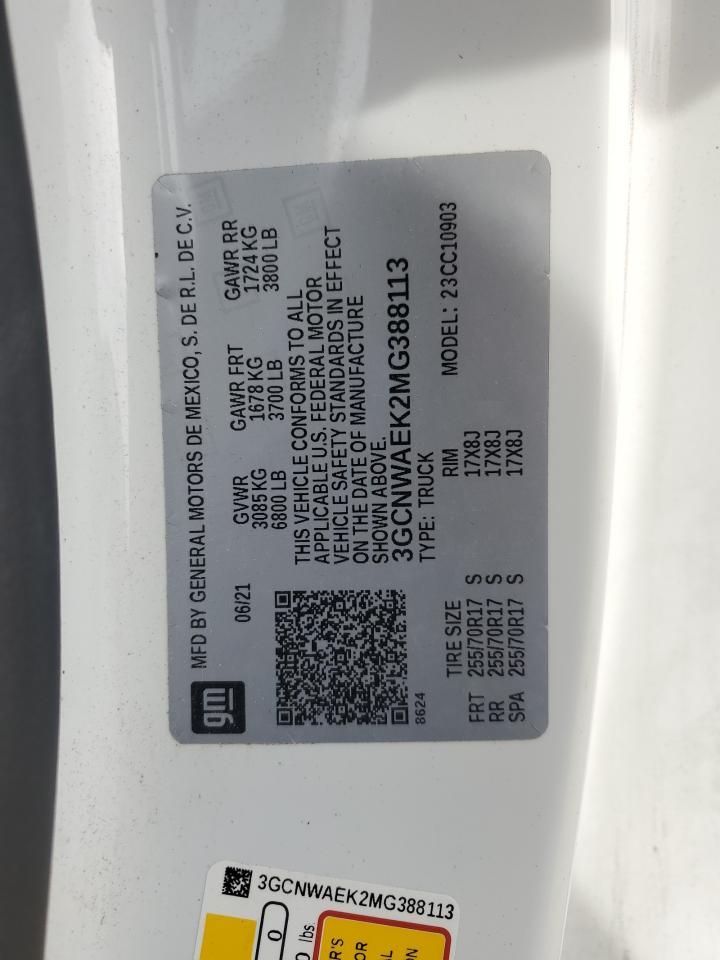 gm
MFD BY GENERAL MOTORS DE MEXICO, S. DE R.L. DE C.V.
06/21
GVWR GAWR FRT GAWR RR
3085 KG 1678 KG 1724 KG
6800 LB 3700 LB 3800 LB
THIS VEHICLE CONFORMS TO ALL
APPLICABLE U.S. FEDERAL MOTOR
VEHICLE SAFETY STANDARDS IN EFFECT
ON THE DATE OF MANUFACTURE
SHOWN ABOVE.
3GCNWAEK2MG388113
TYPE: TRUCK MODEL: 23CC10903
8624
TIRE SIZE RIM
FRT 255/70R17 S 17X8J
RR 255/70R17 S 17X8J
SPA 255/70R17 S 17X8J
3GCNWAEK2MG388113
0
lbs